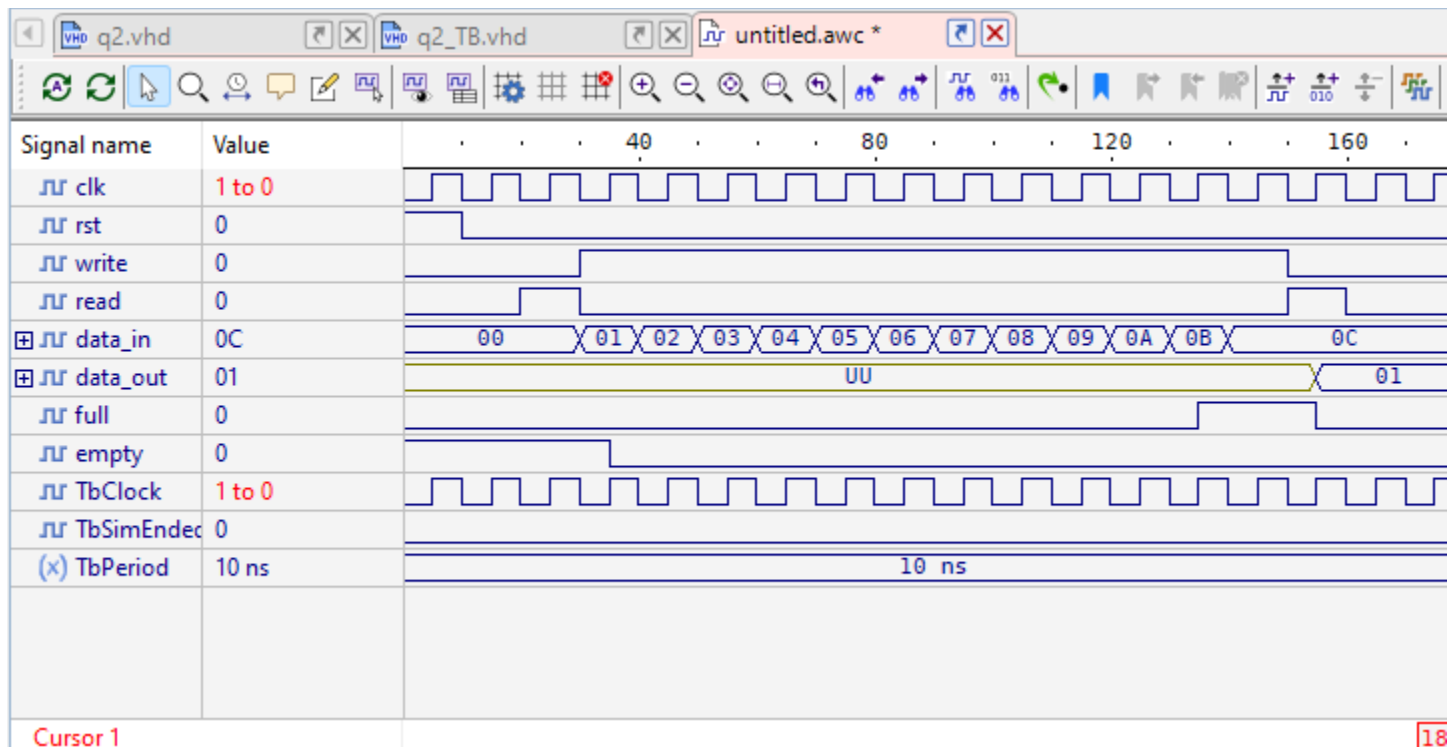 q2.vhd q2_TB.vhd untitled.awc *
Signal name Value 40 80 120 160
clk 1 to 0
rst 0
write 0
read 0
data_in 0C 00 01 02 03 04 05 06 07 08 09 0A 0B 0C
data_out 01 UU 01
full 0
empty 0
TbClock 1 to 0
TbSimEnded 0
(x) TbPeriod 10 ns 10 ns
Cursor 1 18